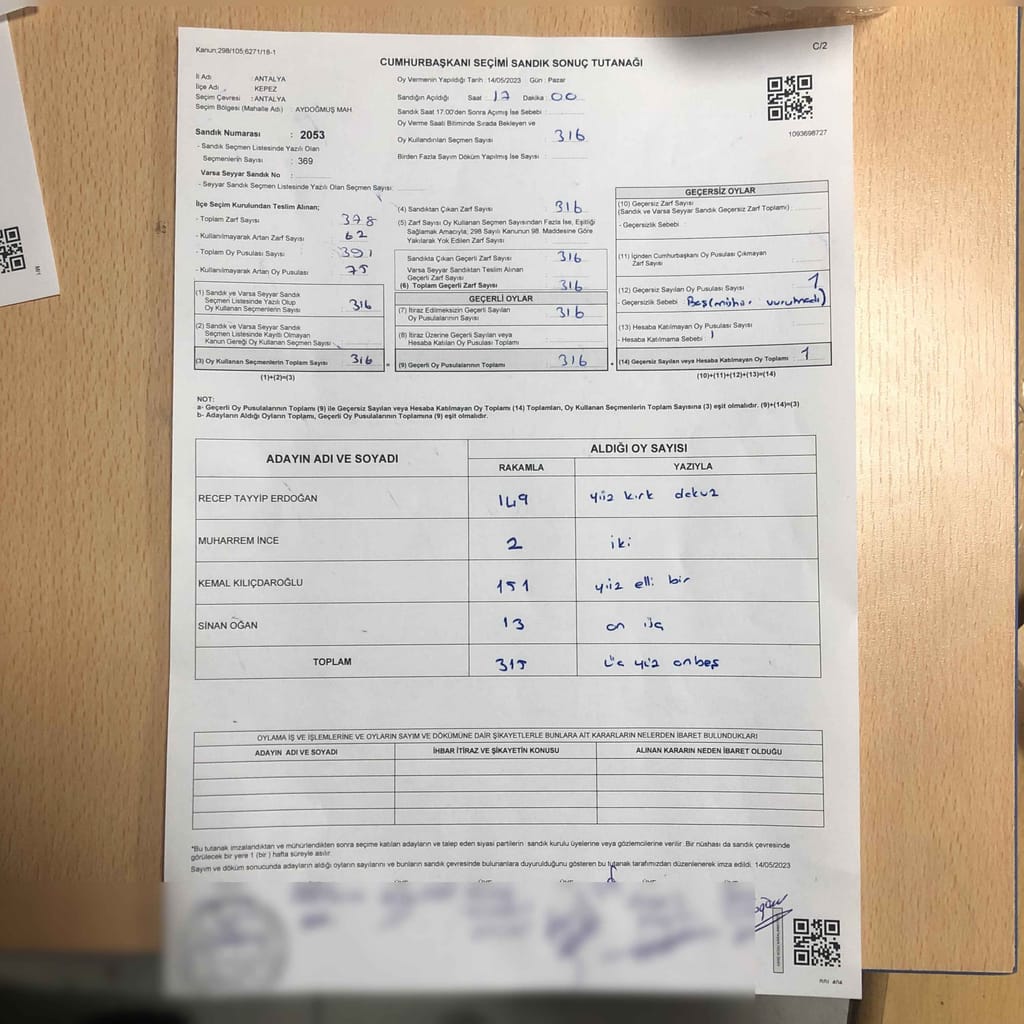 Kanun;298/105;6271/18-1
C/2
CUMHURBAŞKANI SEÇİMİ SANDIK SONUÇ TUTANAĞI
İl Adı : ANTALYA
İlçe Adı : KEPEZ
Seçim Çevresi : ANTALYA
Seçim Bölgesi (Mahalle Adı) : AYDOĞMUŞ MAH
Sandık Numarası : 2053
- Sandık Seçmen Listesinde Yazılı Olan
Seçmenlerin Sayısı : 369
Varsa Seyyar Sandık No :
- Seyyar Sandık Seçmen Listesinde Yazılı Olan Seçmen Sayısı:
Oy Vermenin Yapıldığı Tarih :14/05/2023 Gün : Pazar
Sandığın Açıldığı Saat : 17 Dakika : 00
Sandık Saat 17.00'den Sonra Açımış İse Sebebi :
Oy Verme Saati Bitiminde Sırada Bekleyen ve
Oy Kullandırılan Seçmen Sayısı : 316
Birden Fazla Sayım Döküm Yapılmış İse Sayısı :
1093698727
İlçe Seçim Kurulundan Teslim Alınan;
- Toplam Zarf Sayısı : 378
- Kullanılmayarak Artan Zarf Sayısı : 62
- Toplam Oy Pusulası Sayısı : 391
- Kullanılmayarak Artan Oy Pusulası : 75
(1) Sandık ve Varsa Seyyar Sandık
Seçmen Listesinde Yazılı Olup
Oy Kullanan Seçmenlerin Sayısı : 316
(2) Sandık ve Varsa Seyyar Sandık
Seçmen Listesinde Kayıtlı Olmayan
Kanun Gereği Oy Kullanan Seçmen Sayısı :
(3) Oy Kullanan Seçmenlerin Toplam Sayısı : 316
(1)+(2)=(3)
(4) Sandıktan Çıkan Zarf Sayısı : 316
(5) Zarf Sayısı Oy Kullanan Seçmen Sayısından Fazla İse, Eşitliği
Sağlamak Amacıyla, 298 Sayılı Kanunun 98. Maddesine Göre
Yakılarak Yok Edilen Zarf Sayısı :
Sandıkta Çıkan Geçerli Zarf Sayısı : 316
Varsa Seyyar Sandıktan Teslim Alınan
Geçerli Zarf Sayısı :
(6) Toplam Geçerli Zarf Sayısı : 316
GEÇERLİ OYLAR
(7) İtiraz Edilmeksizin Geçerli Sayılan
Oy Pusulasının Sayısı : 316
(8) İtiraz Üzerine Geçerli Sayılan veya
Hesaba Katılan Oy Pusulası Toplamı :
(9) Geçerli Oy Pusulalarının Toplamı : 316
GEÇERSİZ OYLAR
(10) Geçersiz Zarf Sayısı
(Sandık ve Varsa Seyyar Sandık Geçersiz Zarf Toplamı) :
- Geçersizlik Sebebi :
(11) İçinden Cumhurbaşkanı Oy Pusulası Çıkmayan
Zarf Sayısı :
(12) Geçersiz Sayılan Oy Pusulası Sayısı : 1
- Geçersizlik Sebebi : Boş(mühür vurulmadı)
(13) Hesaba Katılmayan Oy Pusulası Sayısı :
- Hesaba Katılmama Sebebi :
(14) Geçersiz Sayılan veya Hesaba Katılmayan Oy Toplamı : 1
(10)+(11)+(12)+(13)=(14)
NOT:
a- Geçerli Oy Pusulalarının Toplamı (9) ile Geçersiz Sayılan veya Hesaba Katılmayan Oy Toplamı (14) Toplamları, Oy Kullanan Seçmenlerin Toplam Sayısına (3) eşit olmalıdır. (9)+(14)=(3)
b- Adayların Aldığı Oyların Toplamı, Geçerli Oy Pusulalarının Toplamına (9) eşit olmalıdır.
ADAYIN ADI VE SOYADI ALDIĞI OY SAYISI
RAKAMLA YAZIYLA
RECEP TAYYİP ERDOĞAN 149 yüz kırk dokuz
MUHARREM İNCE 2 iki
KEMAL KILIÇDAROĞLU 151 yüz elli bir
SİNAN OĞAN 13 on üç
TOPLAM 315 üç yüz onbeş
OYLAMA İŞ VE İŞLEMLERİNE VE OYLARIN SAYIM VE DÖKÜMÜNE DAİR ŞİKAYETLERLE BUNLARA AİT KARARLARIN NELERDEN İBARET BULUNDUKLARI
ADAYIN ADI VE SOYADI İHBAR İTİRAZ VE ŞİKAYETİN KONUSU ALINAN KARARIN NEDEN İBARET OLDUĞU
*Bu tutanak imzalandıktan ve mühürlendikten sonra seçime katılan adayların ve talep eden siyasi partilerin sandık kurulu üyelerine veya gözlemcilerine verilir .Bir nüshası da sandık çevresinde
görülecek bir yere 1 (bir ) hafta süreyle asılır.
Sayım ve döküm sonucunda adayların aldığı oyların sayılarını ve bunların sandık çevresinde bulunanlara duyurulduğunu gösteren bu tutanak tarafımızdan düzenlenerek imza edildi. 14/05/2023